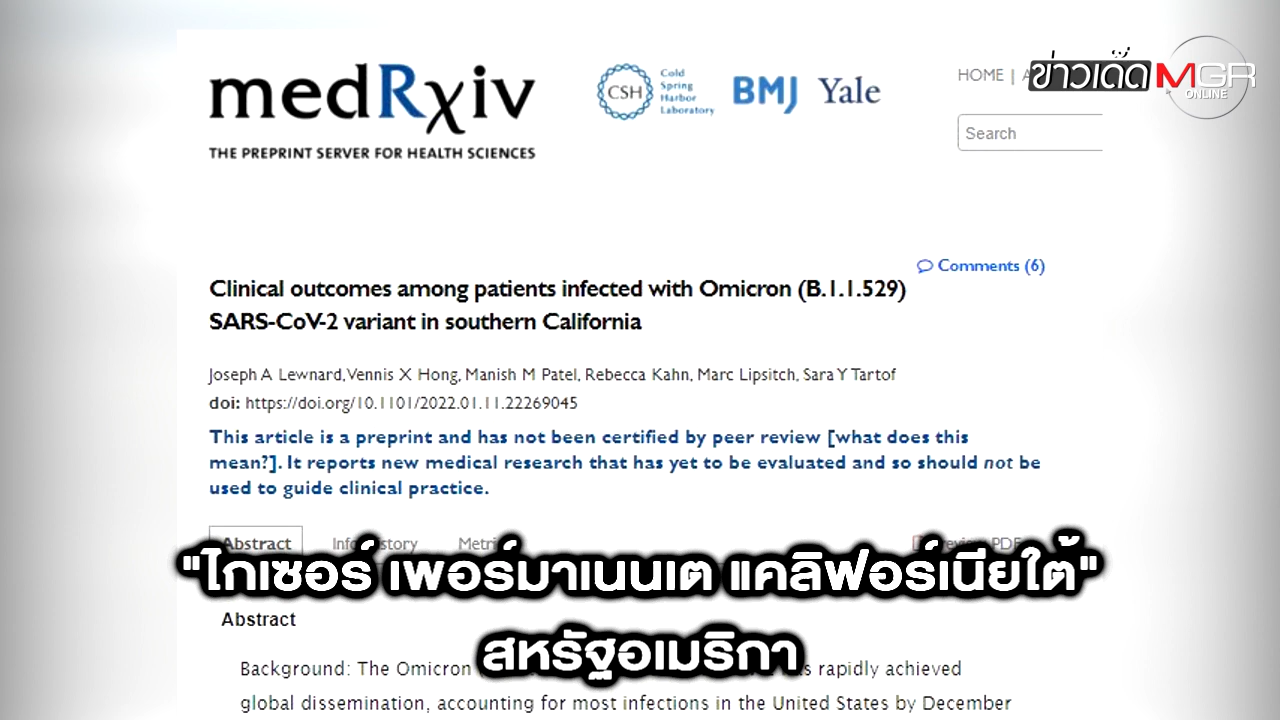 medRxiv
THE PREPRINT SERVER FOR HEALTH SCIENCES
CSH
Cold
Spring
Harbor
Laboratory
BMJ
Yale
HOME |
ข่าวเด็ด MGR
ONLINE
Search
Comments (6)
Clinical outcomes among patients infected with Omicron (B.1.1.529)
SARS-CoV-2 variant in southern California
Joseph A Lewnard, Vennis X Hong, Manish M Patel, Rebecca Kahn, Marc Lipsitch, Sara Y Tartof
doi: https://doi.org/10.1101/2022.01.11.22269045
This article is a preprint and has not been certified by peer review [what does this
mean?]. It reports new medical research that has yet to be evaluated and so should not be
used to guide clinical practice.
Abstract
"ไกเซอร์ เพอร์มาเนนเต แคลิฟอร์เนียใต้"
Abstract
สหรัฐอเมริกา
Background: The Omicron rapidly achieved
global dissemination, accounting for most infections in the United States by December